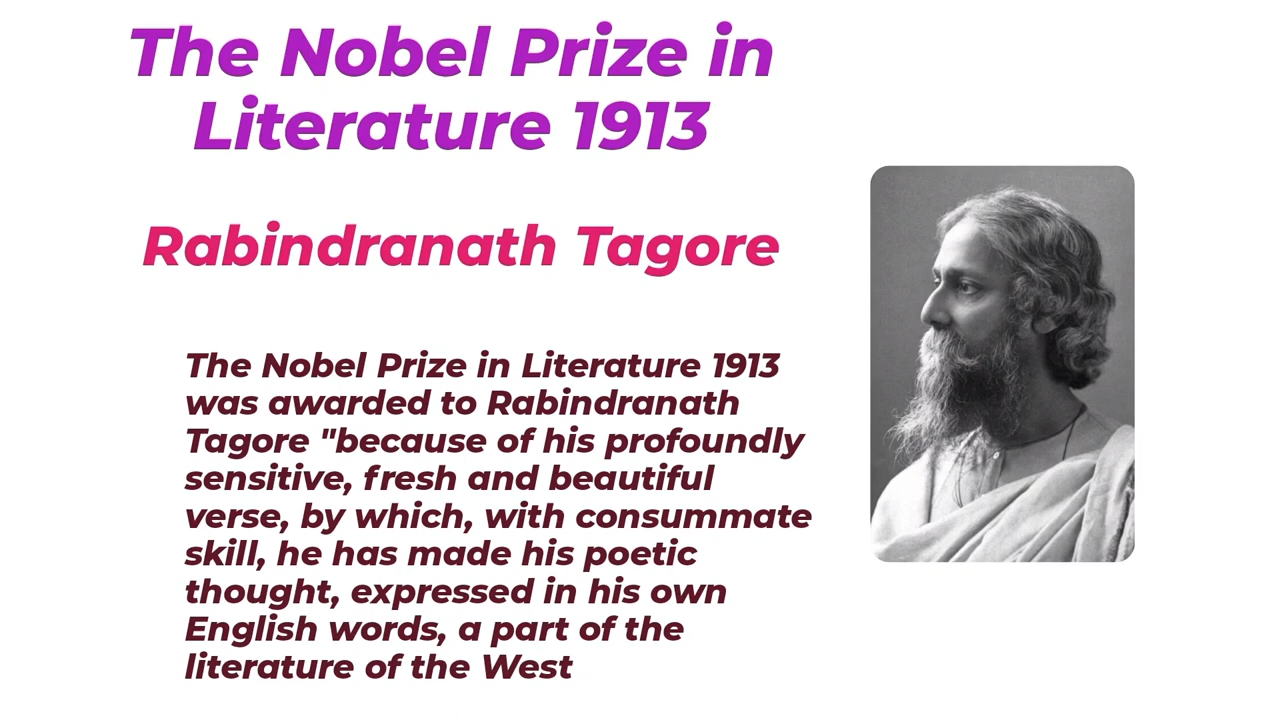 The Nobel Prize in
Literature 1913
Rabindranath Tagore
The Nobel Prize in Literature 1913
was awarded to Rabindranath
Tagore "because of his profoundly
sensitive, fresh and beautiful
verse, by which, with consummate
skill, he has made his poetic
thought, expressed in his own
English words, a part of the
literature of the West